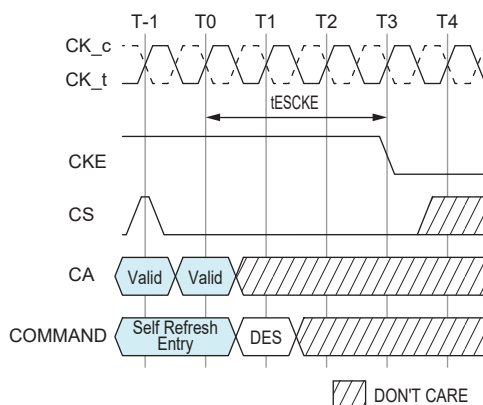 T-1 T0 T1 T2 T3 T4
CK_c
CK_t
tESCKE
CKE
CS
CA Valid Valid
COMMAND Self Refresh Entry DES
DON'T CARE